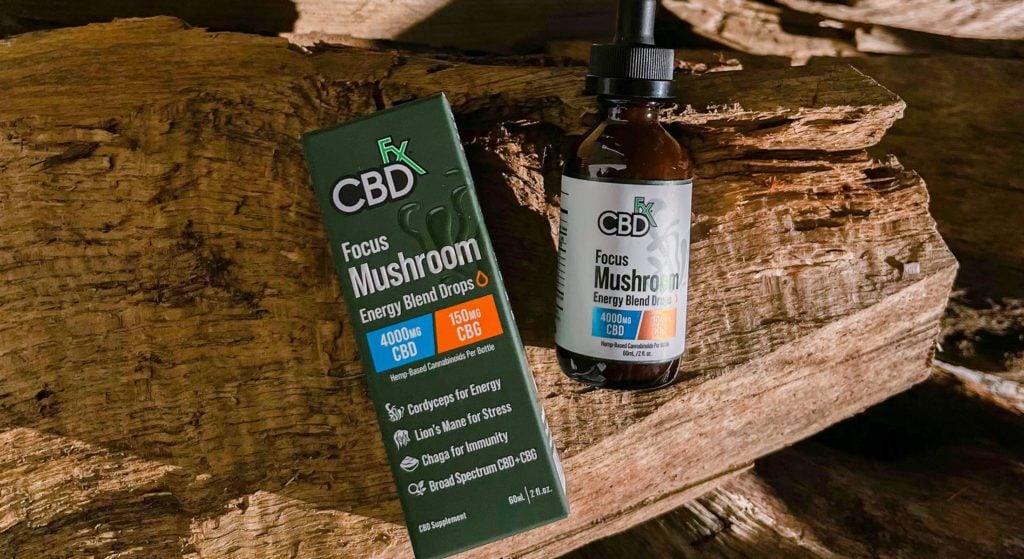 CBD FX
Focus
Mushroom
Energy Blend Drops
4000MG
CBD
150MG
CBG
Hemp-Based Cannabinoids Per Bottle
Cordyceps for Energy
Lion's Mane for Stress
Chaga for Immunity
Broad Spectrum CBD+CBG
60mL | 2 fl.oz.
CBD Supplement
CBD FX
Focus
Mushroom
Energy Blend Drops
4000MG
CBD
Hemp-Based Cannabinoids Per Bottle
60mL /2 fl. oz.